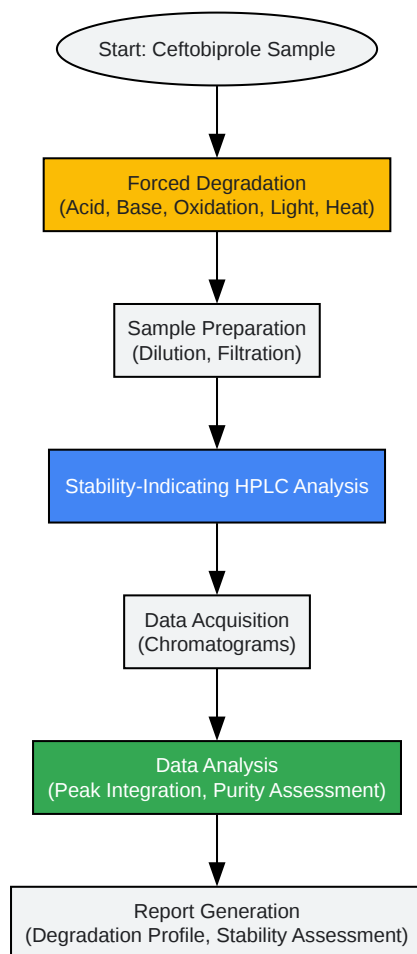 Start: Ceftobiprole Sample
Forced Degradation
(Acid, Base, Oxidation, Light, Heat)
Sample Preparation
(Dilution, Filtration)
Stability-Indicating HPLC Analysis
Data Acquisition
(Chromatograms)
Data Analysis
(Peak Integration, Purity Assessment)
Report Generation
(Degradation Profile, Stability Assessment)